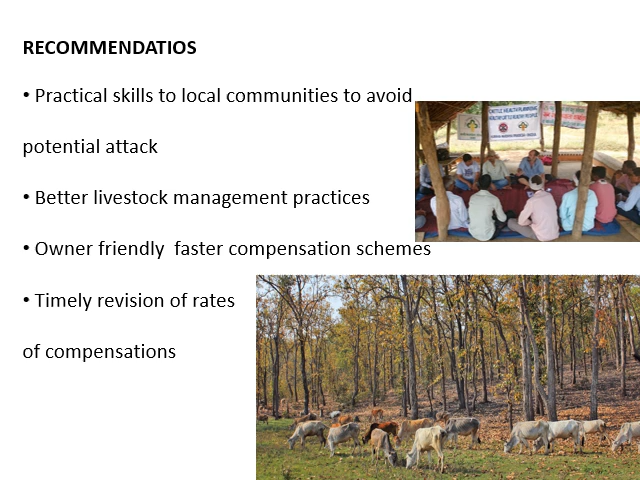 RECOMMENDATIOS
• Practical skills to local communities to avoid
potential attack
• Better livestock management practices
• Owner friendly  faster compensation schemes
• Timely revision of rates
of compensations